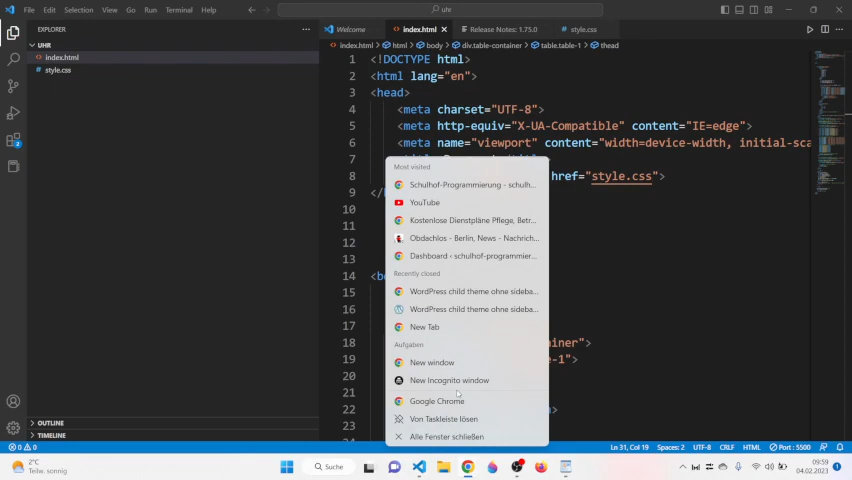 File Edit Selection View Go Run Terminal Help
uhr
EXPLORER
UHR
index.html
style.css
OUTLINE
TIMELINE
Welcome
index.html
Release Notes: 1.75.0
style.css
index.html > html > body > div.table-container > table.table-1 > thead
1 <!DOCTYPE html>
2 <html lang="en">
3 <head>
4 <meta charset="UTF-8">
5 <meta http-equiv="X-UA-Compatible" content="IE=edge">
6 <meta name="viewport" content="width=device-width, initial-sca
7
8 href="style.css">
9 </
10
11
12
13
14 <bo
15
16
17
18 ainer">
19 e-1">
20
21
22 >
23
24
Most visited
Schulhof-Programmierung - schulh...
YouTube
Kostenlose Dienstpläne Pflege, Betr...
Obdachlos - Berlin, News - Nachrich...
Dashboard ‹ schulhof-programmier...
Recently closed
WordPress child theme ohne sideba...
WordPress child theme ohne sideba...
New Tab
Aufgaben
New window
New Incognito window
Google Chrome
Von Taskleiste lösen
Alle Fenster schließen
0 0
Ln 31, Col 19 Spaces: 2 UTF-8 CRLF HTML Port : 5500
2°C
Teilw. sonnig
Suche
09:59
04.02.2023